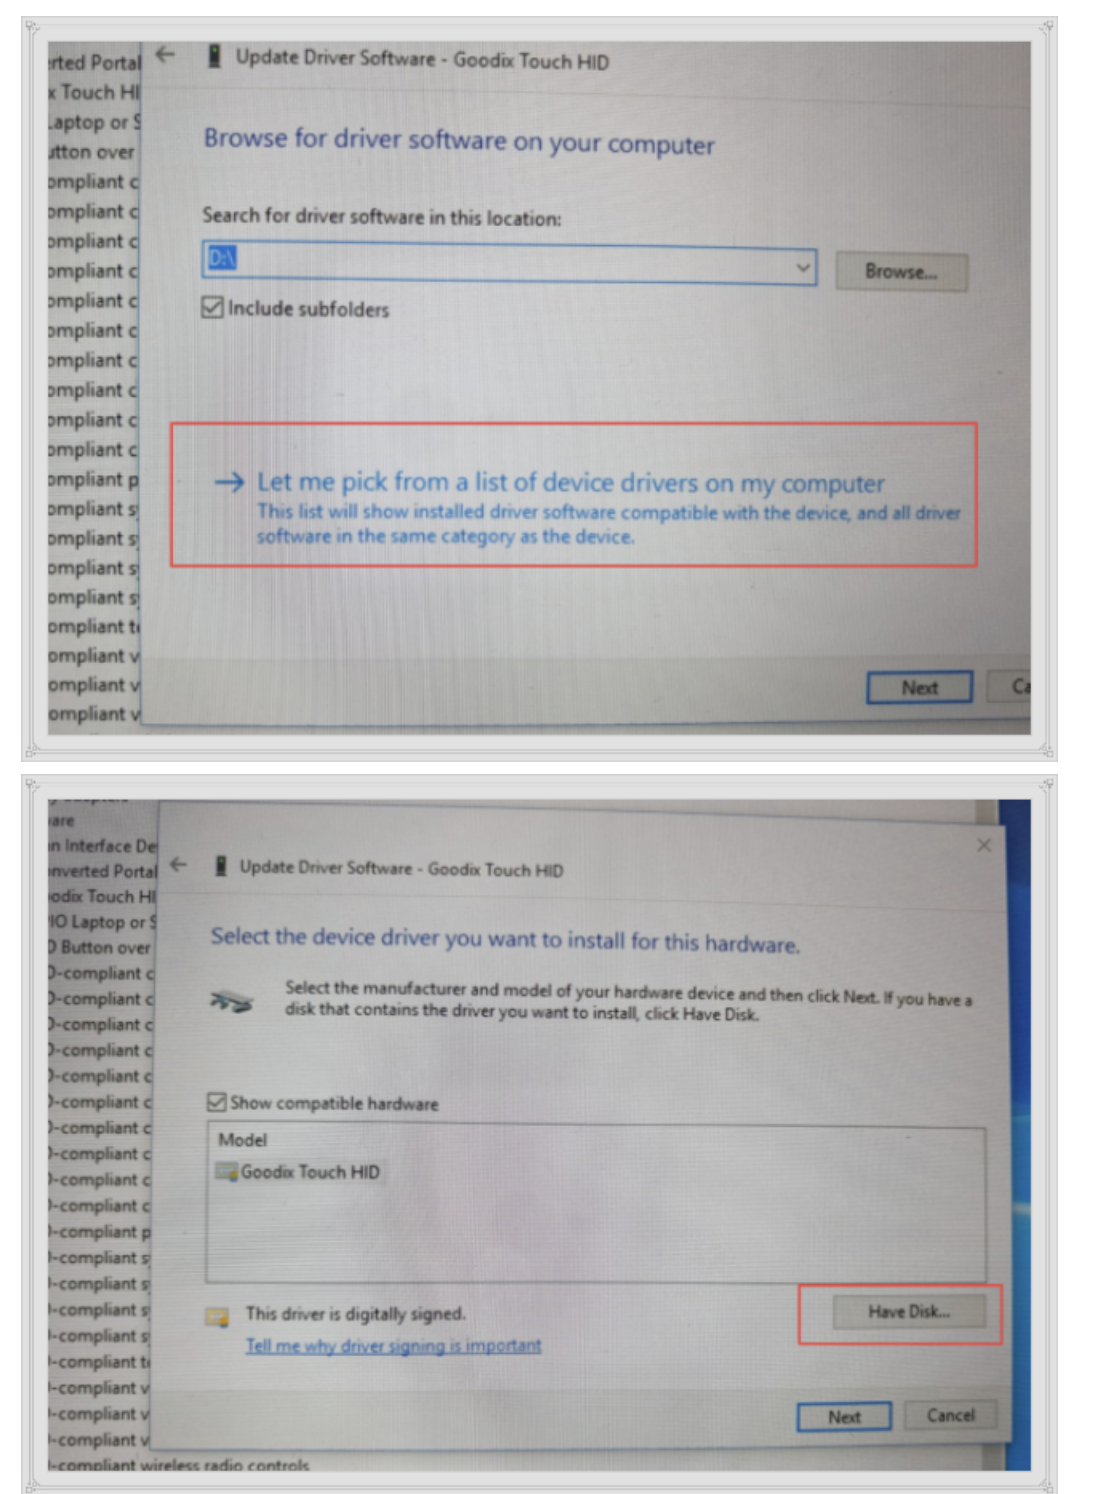 erted Portal
x Touch HI
Laptop or S
utton over
ompliant c
ompliant c
ompliant c
ompliant c
ompliant c
ompliant c
ompliant c
ompliant c
ompliant c
ompliant c
ompliant p
ompliant s
ompliant sy
ompliant s
ompliant sy
ompliant t
ompliant v
ompliant v
ompliant v
Update Driver Software - Goodix Touch HID
Browse for driver software on your computer
Search for driver software in this location:
D:\
Browse...
Include subfolders
Let me pick from a list of device drivers on my computer
This list will show installed driver software compatible with the device, and all driver
software in the same category as the device.
Next
Ca
are
n Interface De
nverted Portal
odix Touch HI
IO Laptop or S
D Button over
D-compliant c
D-compliant c
D-compliant c
D-compliant c
D-compliant c
-compliant c
-compliant c
-compliant c
-compliant c
-compliant c
-compliant p
-compliant s
-compliant s
-compliant s
-compliant s
-compliant t
-compliant v
-compliant v
-compliant v
-compliant wireless radio controls
Update Driver Software - Goodix Touch HID
Select the device driver you want to install for this hardware.
Select the manufacturer and model of your hardware device and then click Next. If you have a
disk that contains the driver you want to install, click Have Disk.
Show compatible hardware
Model
Goodix Touch HID
This driver is digitally signed.
Have Disk...
Tell me why driver signing is important
Next
Cancel